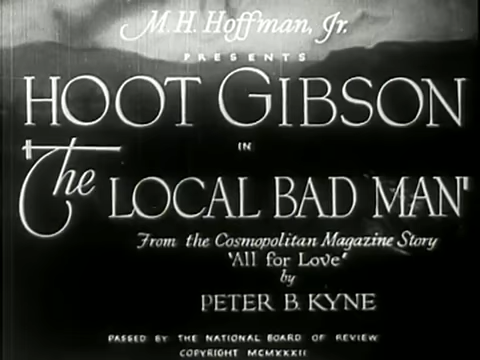 M. H. Hoffman, Jr.
PRESENTS
HOOT GIBSON
IN
The LOCAL BAD MAN"
From the Cosmopolitan Magazine Story
'All for Love'
by
PETER B. KYNE
PASSED BY THE NATIONAL BOARD OF REVIEW
COPYRIGHT MCMXXXII